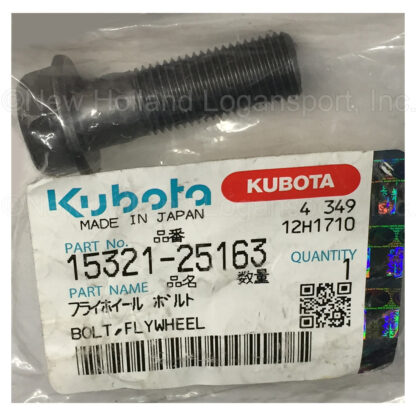 © New Holland Logansport, Inc.
Kubota KUBOTA
MADE IN JAPAN 4 349
PART No. 品番 12H1710
15321-25163
品名 数量 QUANTITY
PART NAME 1
フライホイール ボルト
BOLT,FLYWHEEL